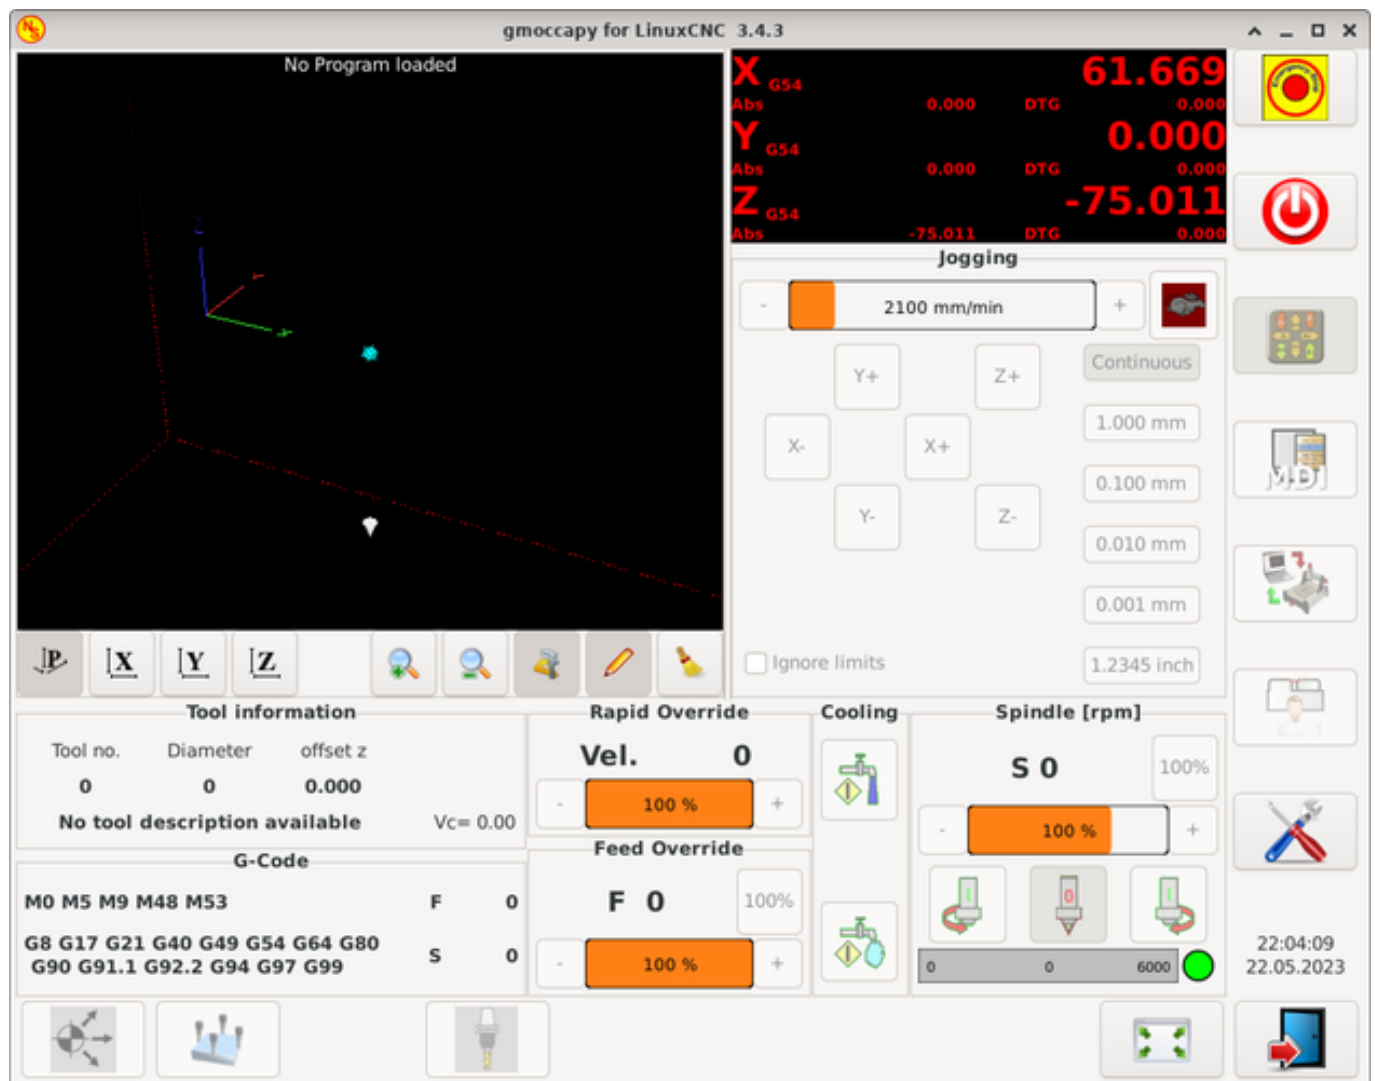 gmoccapy for LinuxCNC 3.4.3
No Program loaded
X G54 61.669
Abs 0.000 DTG 0.000
Y G54 0.000
Abs 0.000 DTG 0.000
Z G54 -75.011
Abs -75.011 DTG 0.000
Jogging
- 2100 mm/min +
Y+ Z+ Continuous
1.000 mm
X- X+
0.100 mm
Y- Z-
0.010 mm
0.001 mm
Ignore limits 1.2345 inch
MDI
P X Y Z
Tool information
Tool no. Diameter offset z
0 0 0.000
No tool description available Vc= 0.00
G-Code
M0 M5 M9 M48 M53 F 0
G8 G17 G21 G40 G49 G54 G64 G80
G90 G91.1 G92.2 G94 G97 G99 S 0
Rapid Override
Vel. 0
- 100 % +
Feed Override
F 0 100%
- 100 % +
Cooling
Spindle [rpm]
S 0 100%
- 100 % +
I 0 I
0 0 6000
22:04:09
22.05.2023